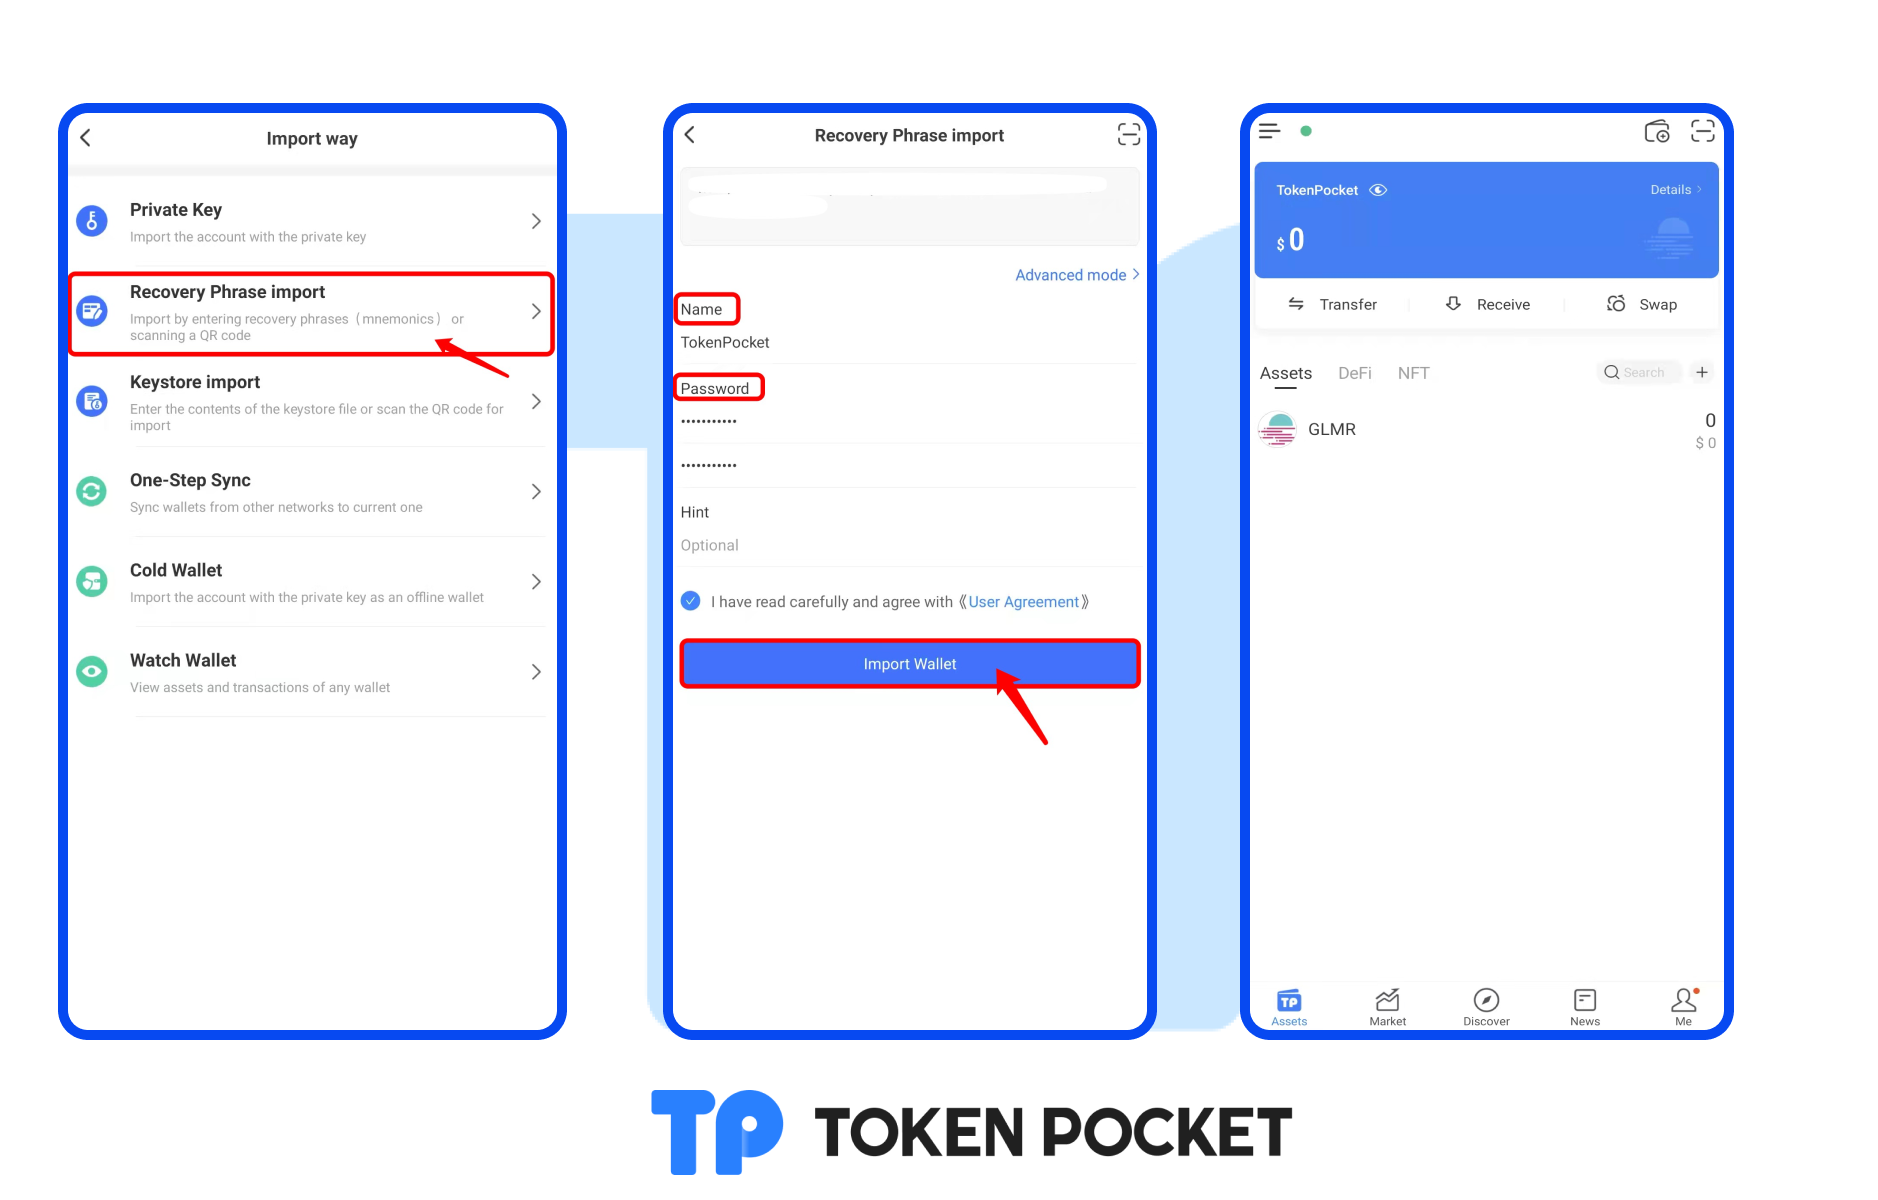 Import way
Private Key
Import the account with the private key
Recovery Phrase import
Import by entering recovery phrases (mnemonics) or
scanning a QR code
Keystore import
Enter the contents of the keystore file or scan the QR code for
import
One-Step Sync
Sync wallets from other networks to current one
Cold Wallet
Import the account with the private key as an offline wallet
Watch Wallet
View assets and transactions of any wallet
Recovery Phrase import
Advanced mode >
Name
TokenPocket
Password
•••••••••••
•••••••••••
Hint
Optional
I have read carefully and agree with《User Agreement》
Import Wallet
TokenPocket
Details >
$ 0
Transfer
Receive
Swap
Assets
DeFi
NFT
Search
GLMR
0
$ 0
TP
Assets
Market
Discover
News
Me
TP TOKEN POCKET